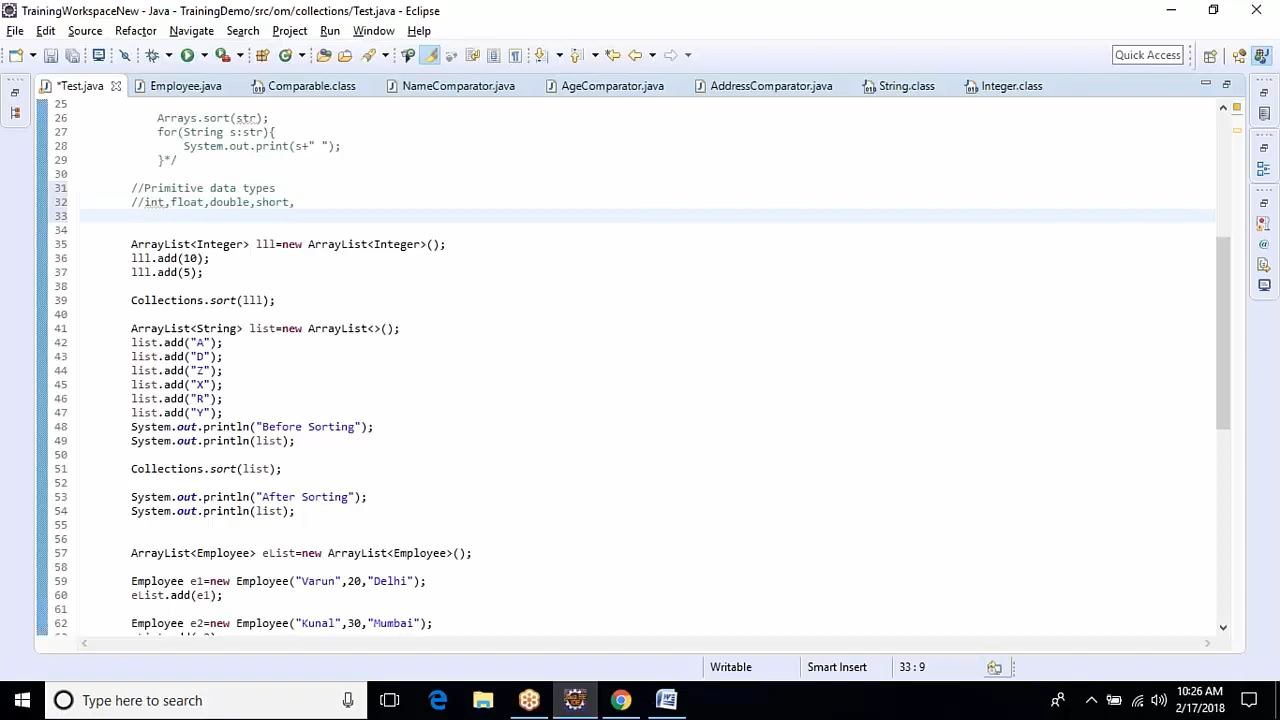 TrainingWorkspaceNew - Java - TrainingDemo/src/om/collections/Test.java - Eclipse
File Edit Source Refactor Navigate Search Project Run Window Help
Quick Access
*Test.java Employee.java Comparable.class NameComparator.java AgeComparator.java AddressComparator.java String.class Integer.class
25
26 Arrays.sort(str);
27 for(String s:str){
28 System.out.print(s+" ");
29 }*/
30
31 //Primitive data types
32 //int,float,double,short,
33
34
35 ArrayList<Integer> lll=new ArrayList<Integer>();
36 lll.add(10);
37 lll.add(5);
38
39 Collections.sort(lll);
40
41 ArrayList<String> list=new ArrayList<>();
42 list.add("A");
43 list.add("D");
44 list.add("Z");
45 list.add("X");
46 list.add("R");
47 list.add("Y");
48 System.out.println("Before Sorting");
49 System.out.println(list);
50
51 Collections.sort(list);
52
53 System.out.println("After Sorting");
54 System.out.println(list);
55
56
57 ArrayList<Employee> eList=new ArrayList<Employee>();
58
59 Employee e1=new Employee("Varun",20,"Delhi");
60 eList.add(e1);
61
62 Employee e2=new Employee("Kunal",30,"Mumbai");
Writable Smart Insert 33 : 9
Type here to search
10:26 AM
2/17/2018